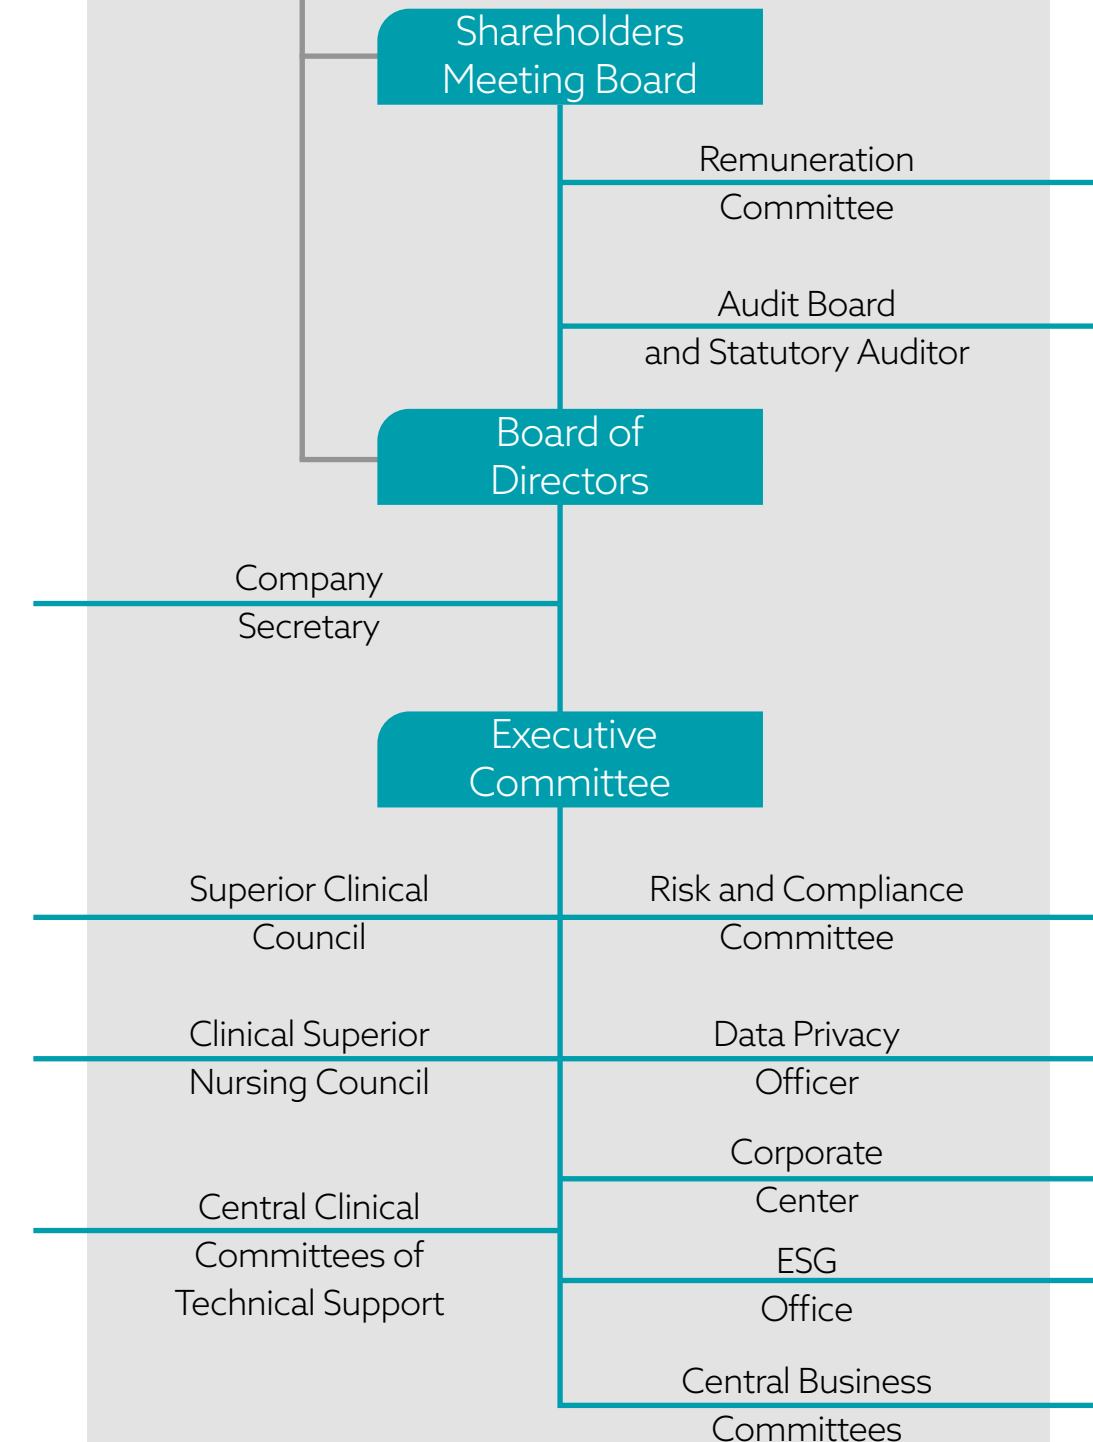 Shareholders
Meeting Board
Remuneration
Committee
Audit Board
and Statutory Auditor
Board of
Directors
Company
Secretary
Executive
Committee
Superior Clinical
Council
Risk and Compliance
Committee
Clinical Superior
Nursing Council
Data Privacy
Officer
Corporate
Center
Central Clinical
Committees of
Technical Support
ESG
Office
Central Business
Committees